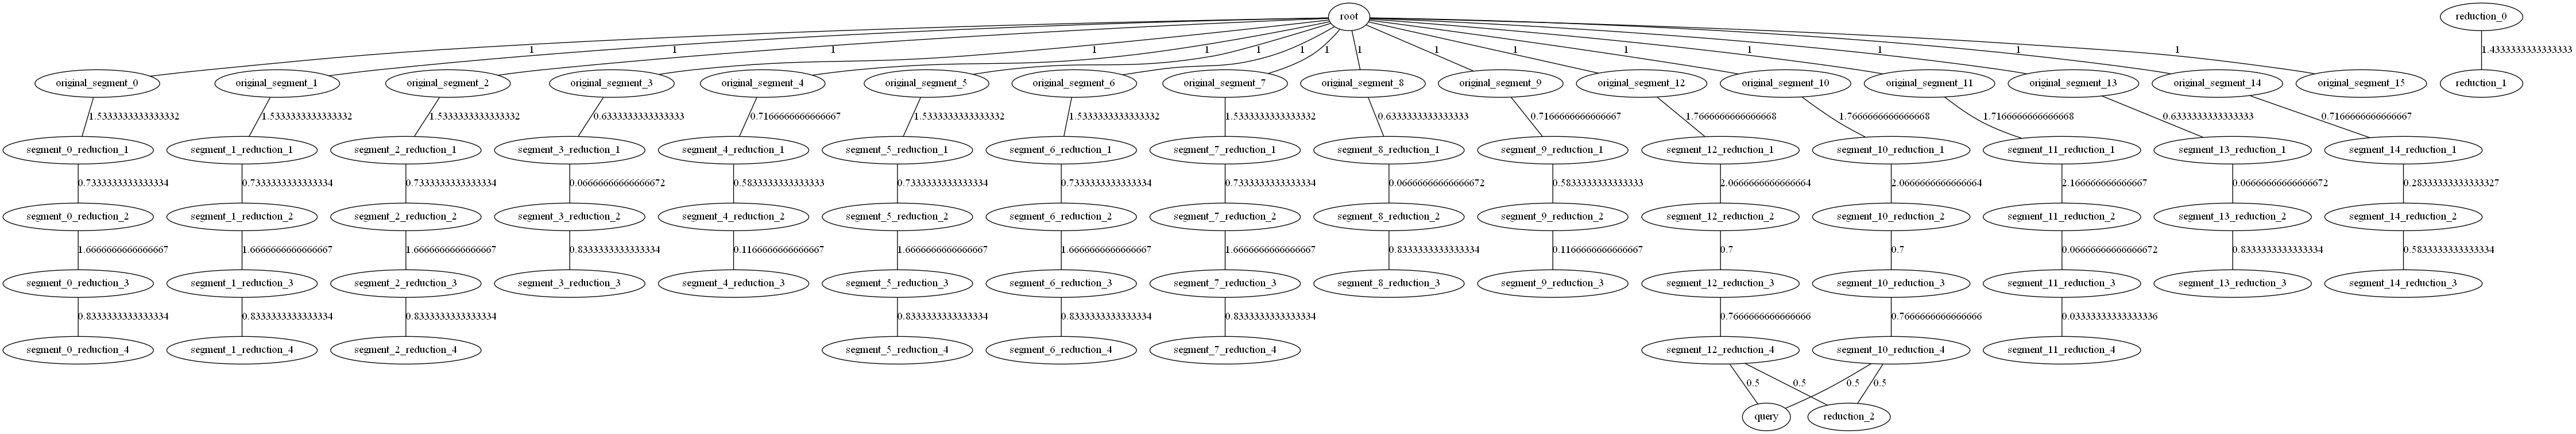 root reduction_0
1 1 1 1 1 1 1 1 1 1 1 1 1 1 1 1 1.433333333333333
original_segment_0 original_segment_1 original_segment_2 original_segment_3 original_segment_4 original_segment_5 original_segment_6 original_segment_7 original_segment_8 original_segment_9 original_segment_12 original_segment_10 original_segment_11 original_segment_13 original_segment_14 original_segment_15 reduction_1
1.5333333333333332 1.5333333333333332 1.5333333333333332 0.6333333333333333 0.7166666666666667 1.5333333333333332 1.5333333333333332 1.5333333333333332 0.6333333333333333 0.7166666666666667 1.7666666666666668 1.7666666666666668 1.7166666666666668 0.6333333333333333 0.7166666666666667
segment_0_reduction_1 segment_1_reduction_1 segment_2_reduction_1 segment_3_reduction_1 segment_4_reduction_1 segment_5_reduction_1 segment_6_reduction_1 segment_7_reduction_1 segment_8_reduction_1 segment_9_reduction_1 segment_12_reduction_1 segment_10_reduction_1 segment_11_reduction_1 segment_13_reduction_1 segment_14_reduction_1
0.7333333333333334 0.7333333333333334 0.7333333333333334 0.06666666666666672 0.5833333333333333 0.7333333333333334 0.7333333333333334 0.7333333333333334 0.06666666666666672 0.5833333333333333 2.066666666666664 2.066666666666664 2.166666666666667 0.06666666666666672 0.28333333333333327
segment_0_reduction_2 segment_1_reduction_2 segment_2_reduction_2 segment_3_reduction_2 segment_4_reduction_2 segment_5_reduction_2 segment_6_reduction_2 segment_7_reduction_2 segment_8_reduction_2 segment_9_reduction_2 segment_12_reduction_2 segment_10_reduction_2 segment_11_reduction_2 segment_13_reduction_2 segment_14_reduction_2
1.6666666666666667 1.6666666666666667 1.6666666666666667 0.8333333333333334 0.11666666666666667 1.6666666666666667 1.6666666666666667 1.6666666666666667 0.8333333333333334 0.11666666666666667 0.7 0.7 0.06666666666666672 0.8333333333333334 0.5833333333333334
segment_0_reduction_3 segment_1_reduction_3 segment_2_reduction_3 segment_3_reduction_3 segment_4_reduction_3 segment_5_reduction_3 segment_6_reduction_3 segment_7_reduction_3 segment_8_reduction_3 segment_9_reduction_3 segment_12_reduction_3 segment_10_reduction_3 segment_11_reduction_3 segment_13_reduction_3 segment_14_reduction_3
0.8333333333333334 0.8333333333333334 0.8333333333333334 0.8333333333333334 0.8333333333333334 0.8333333333333334 0.7666666666666666 0.7666666666666666 0.03333333333333336
segment_0_reduction_4 segment_1_reduction_4 segment_2_reduction_4 segment_5_reduction_4 segment_6_reduction_4 segment_7_reduction_4 segment_12_reduction_4 segment_10_reduction_4 segment_11_reduction_4
0.5 0.5 0.5 0.5
query reduction_2